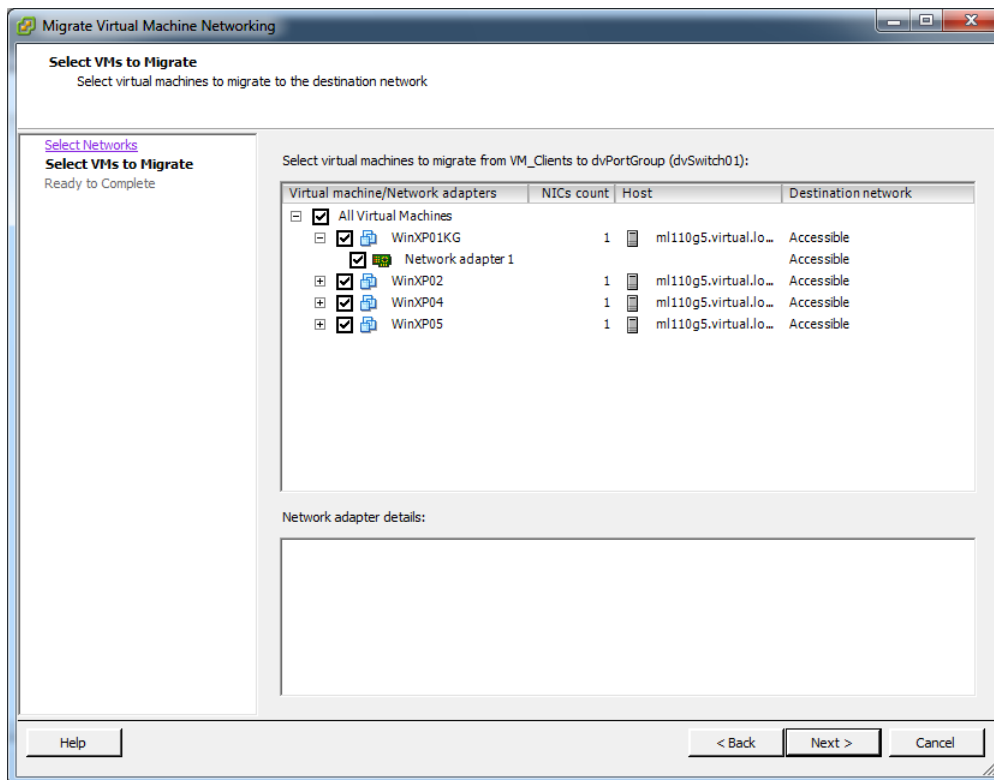 Migrate Virtual Machine Networking
Select VMs to Migrate
Select virtual machines to migrate to the destination network
Select Networks
Select VMs to Migrate
Ready to Complete
Select virtual machines to migrate from VM_Clients to dvPortGroup (dvSwitch01):
Virtual machine/Network adapters NICs count Host Destination network
All Virtual Machines
WinXP01KG 1 ml110g5.virtual.lo... Accessible
Network adapter 1 Accessible
WinXP02 1 ml110g5.virtual.lo... Accessible
WinXP04 1 ml110g5.virtual.lo... Accessible
WinXP05 1 ml110g5.virtual.lo... Accessible
Network adapter details:
Help < Back Next > Cancel